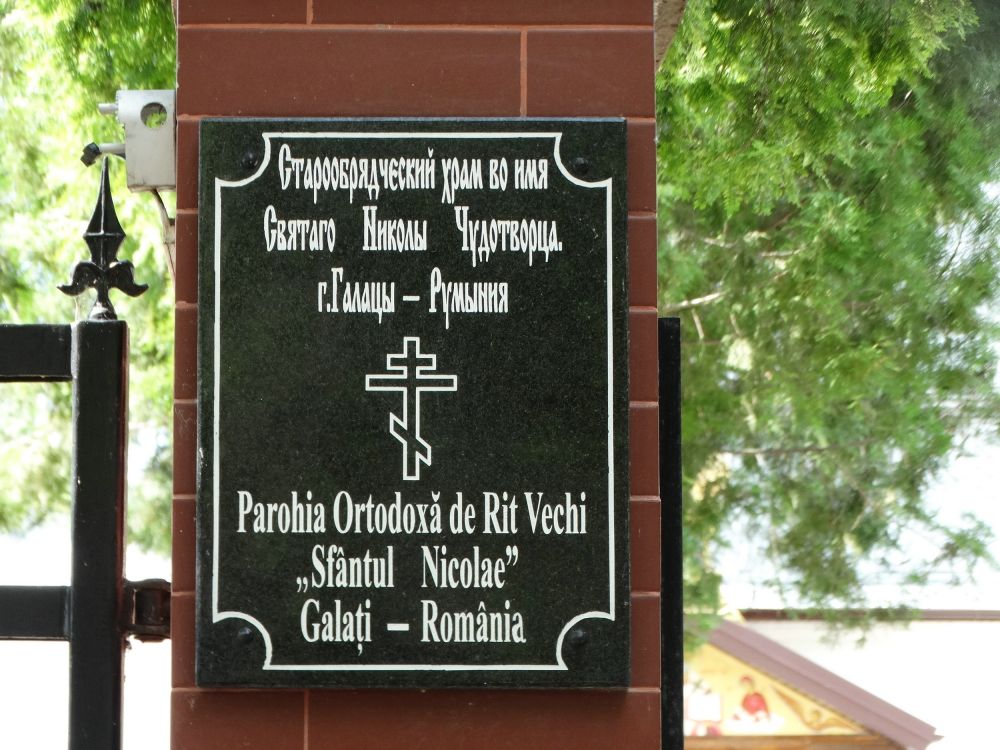 Старообрядческий храм во имя
Святаго Николы Чудотворца.
г.Галацы – Румыния
Parohia Ortodoxă de Rit Vechi
„Sfântul Nicolae”
Galați – România